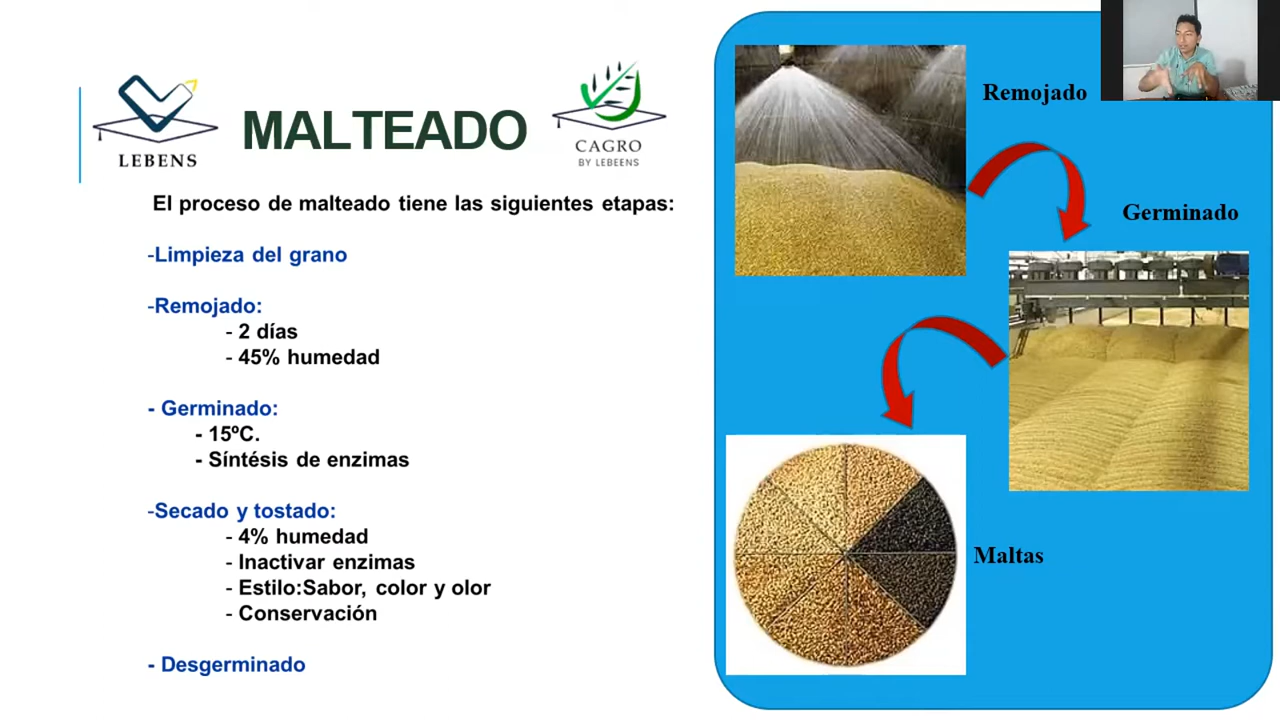 LEBENS
MALTEADO
CAGRO
BY LEBEENS
El proceso de malteado tiene las siguientes etapas:
-Limpieza del grano
-Remojado:
- 2 días
- 45% humedad
- Germinado:
- 15ºC.
- Síntésis de enzimas
-Secado y tostado:
- 4% humedad
- Inactivar enzimas
- Estilo:Sabor, color y olor
- Conservación
- Desgerminado
Remojado
Germinado
Maltas